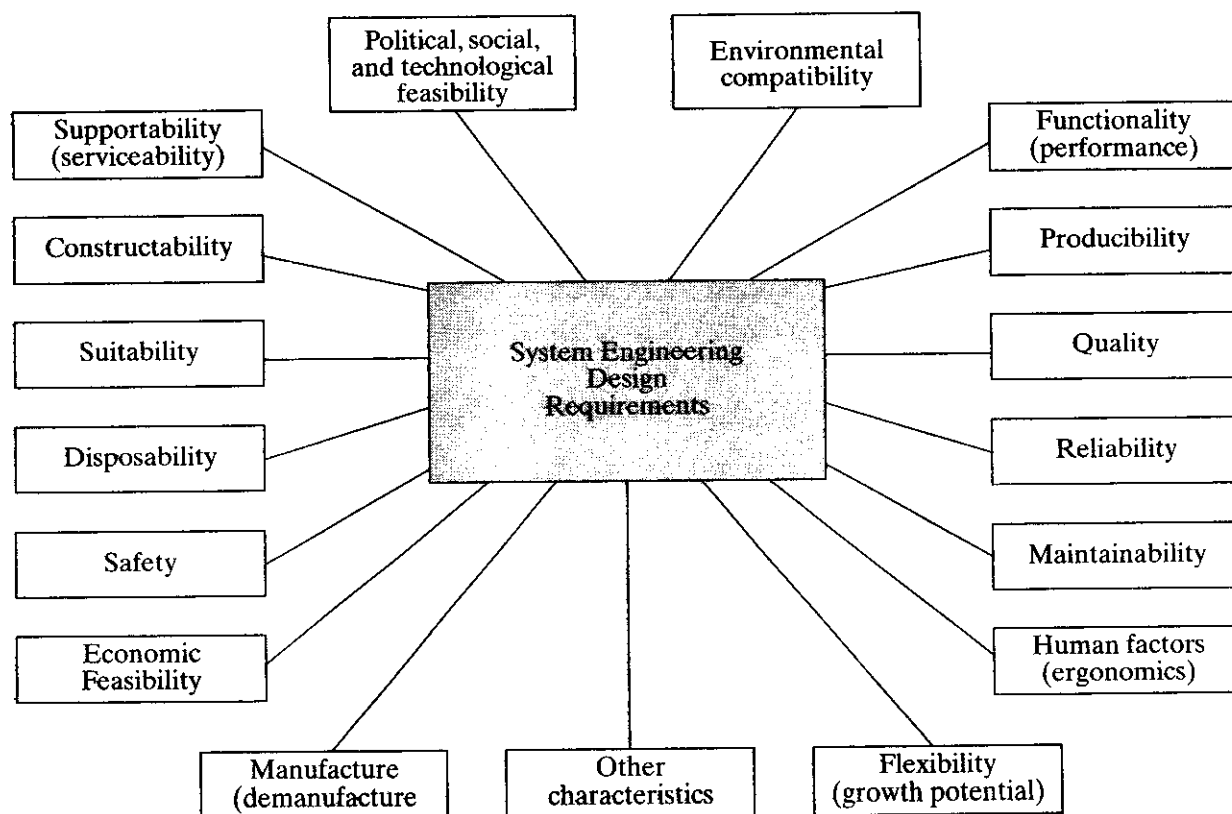 Political, social,
and technological
feasibility
Environmental
compatibility
Supportability
(serviceability)
Functionality
(performance)
Constructability
Producibility
Suitability
System Engineering
Design
Requirements
Quality
Disposability
Reliability
Safety
Maintainability
Economic
Feasibility
Human factors
(ergonomics)
Manufacture
(demanufacture
Other
characteristics
Flexibility
(growth potential)